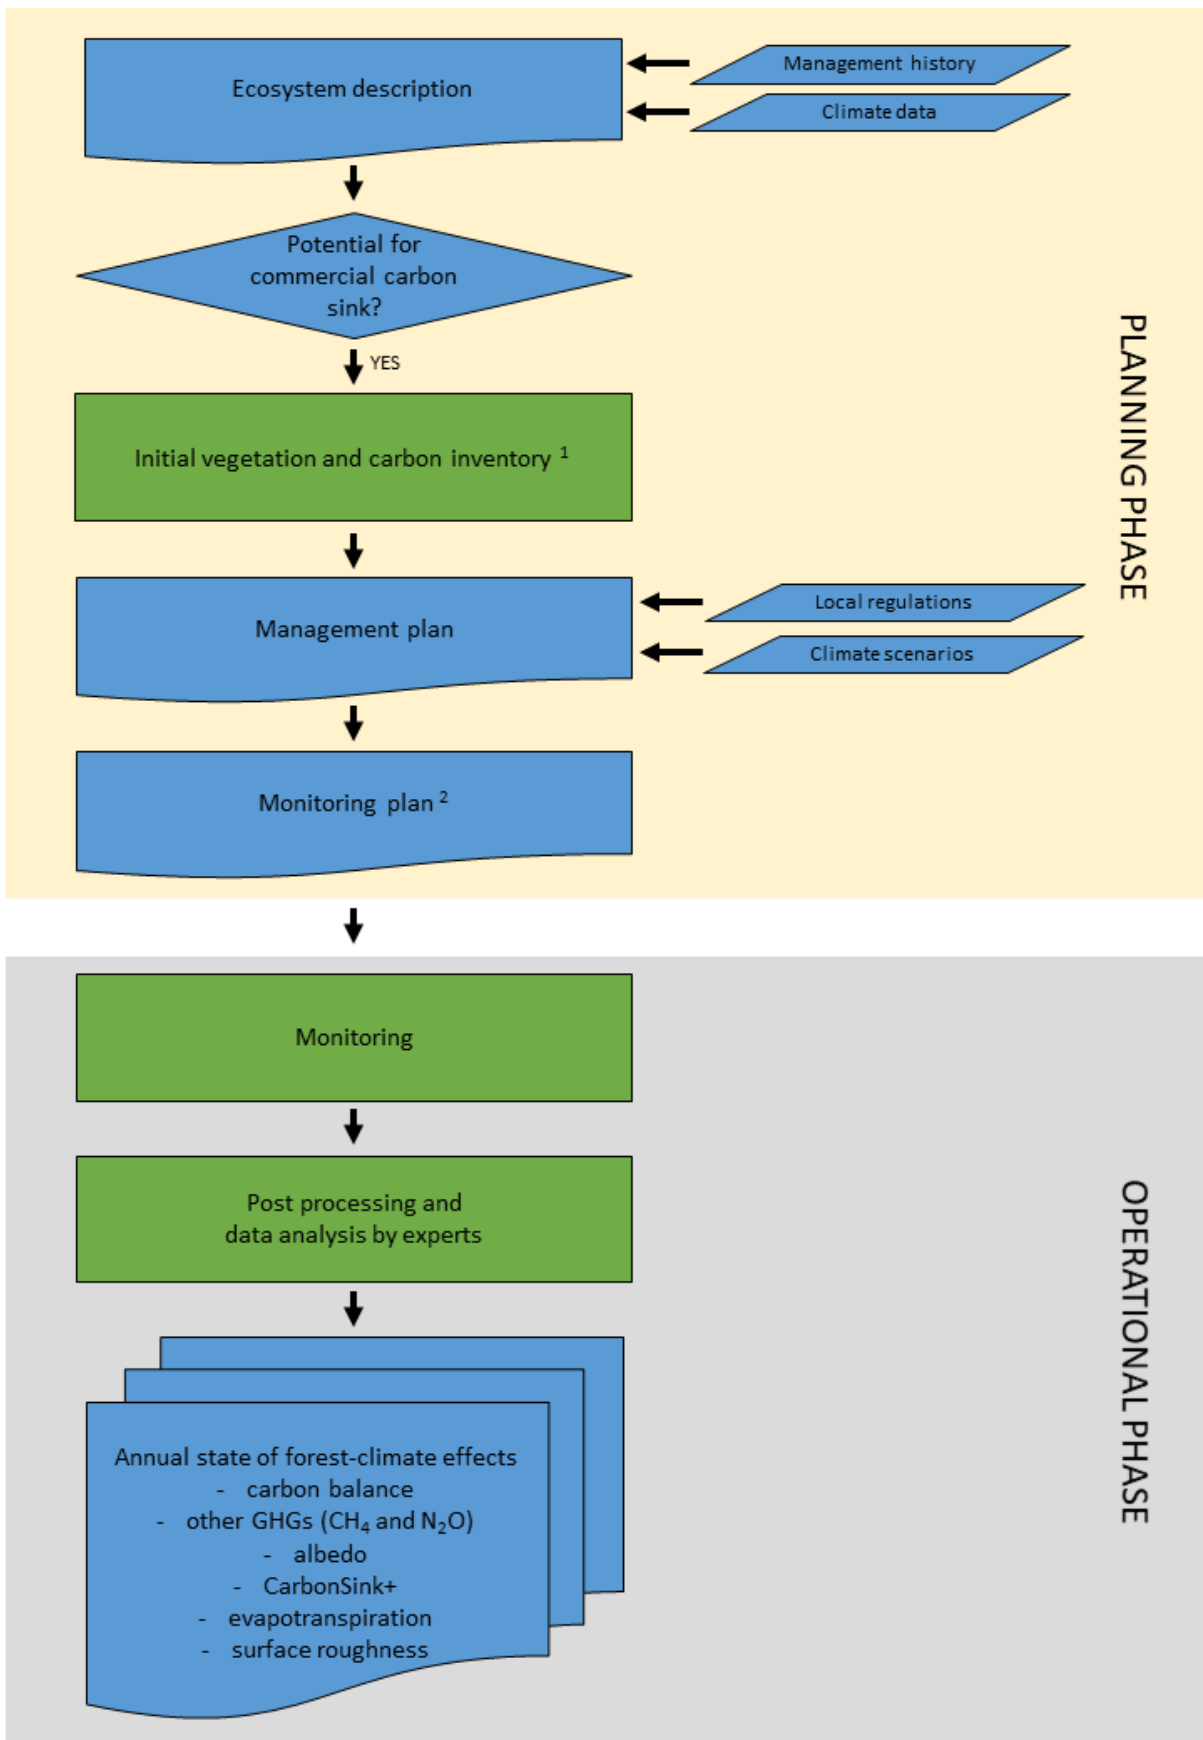 Ecosystem description
Management history
Climate data
Potential for
commercial carbon
sink?
YES
Initial vegetation and carbon inventory ¹
Management plan
Local regulations
Climate scenarios
Monitoring plan ²
PLANNING PHASE
Monitoring
Post processing and
data analysis by experts
Annual state of forest-climate effects
- carbon balance
- other GHGs (CH₄ and N₂O)
- albedo
- CarbonSink+
- evapotranspiration
- surface roughness
OPERATIONAL PHASE